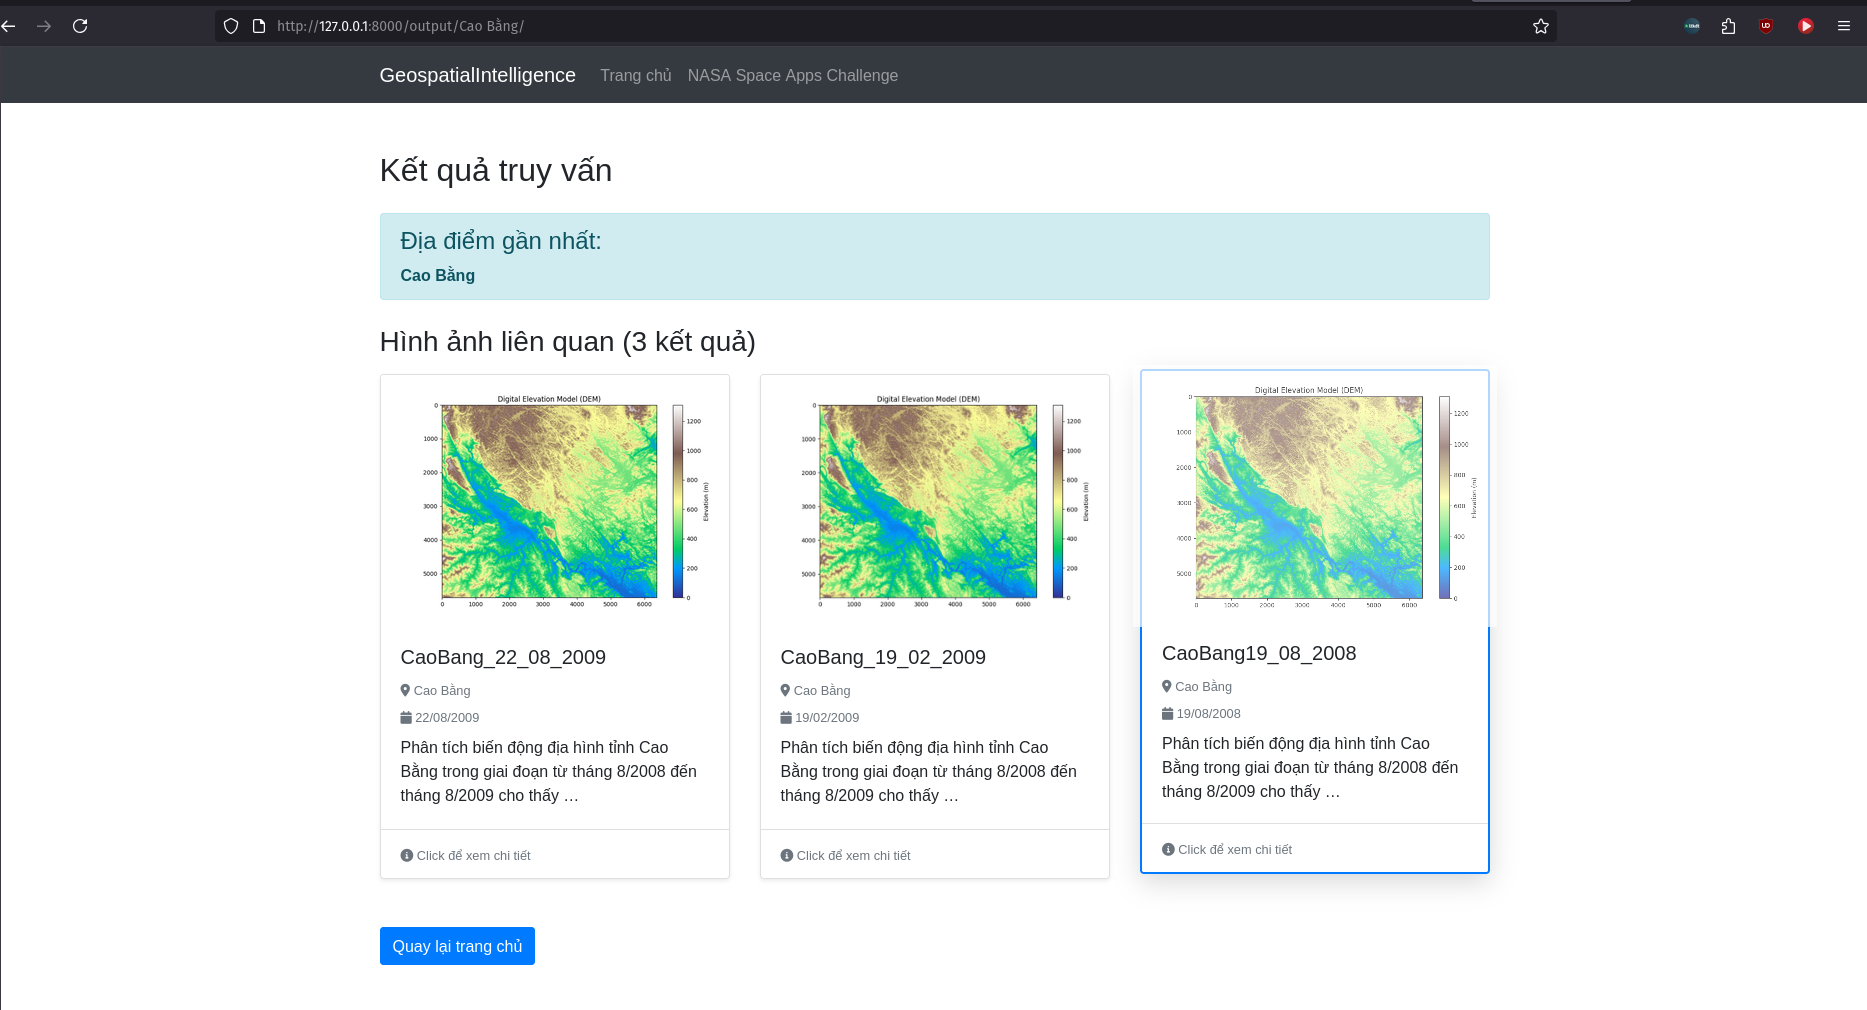 http://127.0.0.1:8000/output/Cao Bằng/
GeospatialIntelligence Trang chủ NASA Space Apps Challenge
Kết quả truy vấn
Địa điểm gần nhất:
Cao Bằng
Hình ảnh liên quan (3 kết quả)
Digital Elevation Model (DEM)
0
1000
2000
3000
4000
5000
0 1000 2000 3000 4000 5000 6000
1200
1000
800
600
400
200
0
Elevation (m)
CaoBang_22_08_2009
Cao Bằng
22/08/2009
Phân tích biến động địa hình tỉnh Cao
Bằng trong giai đoạn từ tháng 8/2008 đến
tháng 8/2009 cho thấy …
Click để xem chi tiết
Digital Elevation Model (DEM)
0
1000
2000
3000
4000
5000
0 1000 2000 3000 4000 5000 6000
1200
1000
800
600
400
200
0
Elevation (m)
CaoBang_19_02_2009
Cao Bằng
19/02/2009
Phân tích biến động địa hình tỉnh Cao
Bằng trong giai đoạn từ tháng 8/2008 đến
tháng 8/2009 cho thấy …
Click để xem chi tiết
Digital Elevation Model (DEM)
0
1000
2000
3000
4000
5000
0 1000 2000 3000 4000 5000 6000
1200
1000
800
600
400
200
0
Elevation (m)
CaoBang19_08_2008
Cao Bằng
19/08/2008
Phân tích biến động địa hình tỉnh Cao
Bằng trong giai đoạn từ tháng 8/2008 đến
tháng 8/2009 cho thấy …
Click để xem chi tiết
Quay lại trang chủ